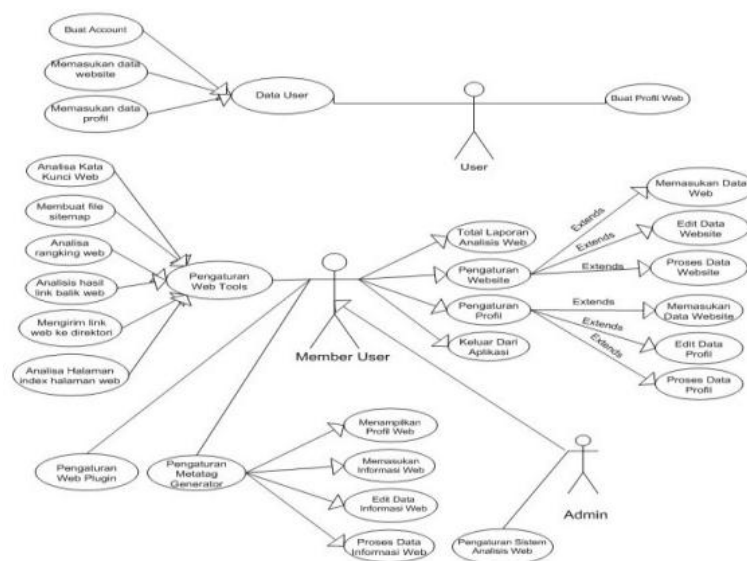 Buat Account
Memasukan data
website
Memasukan data
profil
Data User
User
Buat Profil Web
Analisa Kata
Kunci Web
Membuat file
sitemap
Analisa
rangking web
Analisis hasil
link balik web
Mengirim link
web ke direktori
Analisa Halaman
index halaman web
Pengaturan
Web Tools
Member User
Total Laporan
Analisis Web
Pengaturan
Website
Pengaturan
Profil
Keluar Dari
Aplikasi
Extends
Extends
Extends
Extends
Extends
Extends
Memasukan Data
Web
Edit Data
Website
Proses Data
Website
Memasukan
Data Website
Edit Data
Profil
Proses Data
Profil
Pengaturan
Web Plugin
Pengaturan
Metatag
Generator
Menampilkan
Profil Web
Memasukan
Informasi Web
Edit Data
Informasi Web
Proses Data
Informasi Web
Admin
Pengaturan Sistem
Analisis Web